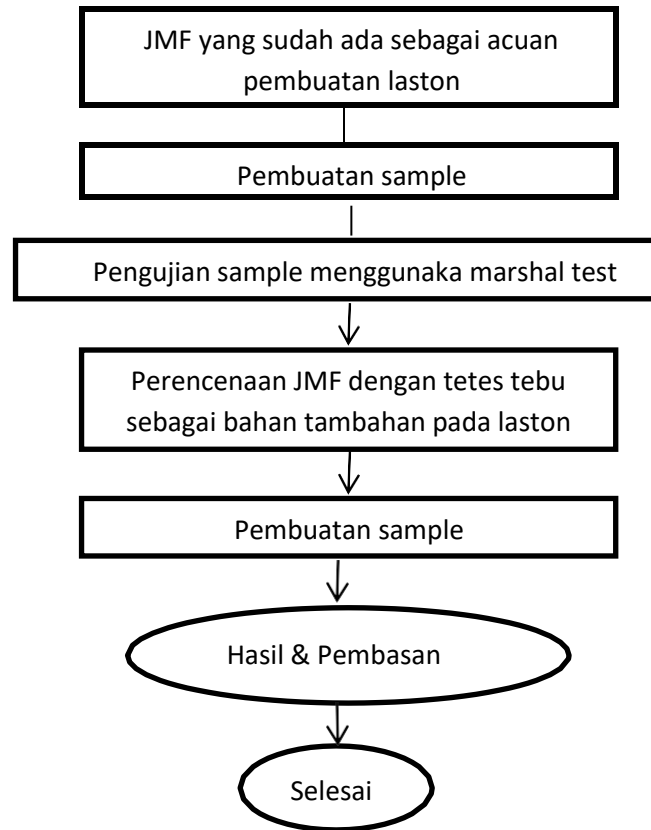 JMF yang sudah ada sebagai acuan
pembuatan laston
Pembuatan sample
Pengujian sample menggunaka marshal test
Perencenaan JMF dengan tetes tebu
sebagai bahan tambahan pada laston
Pembuatan sample
Hasil & Pembasan
Selesai